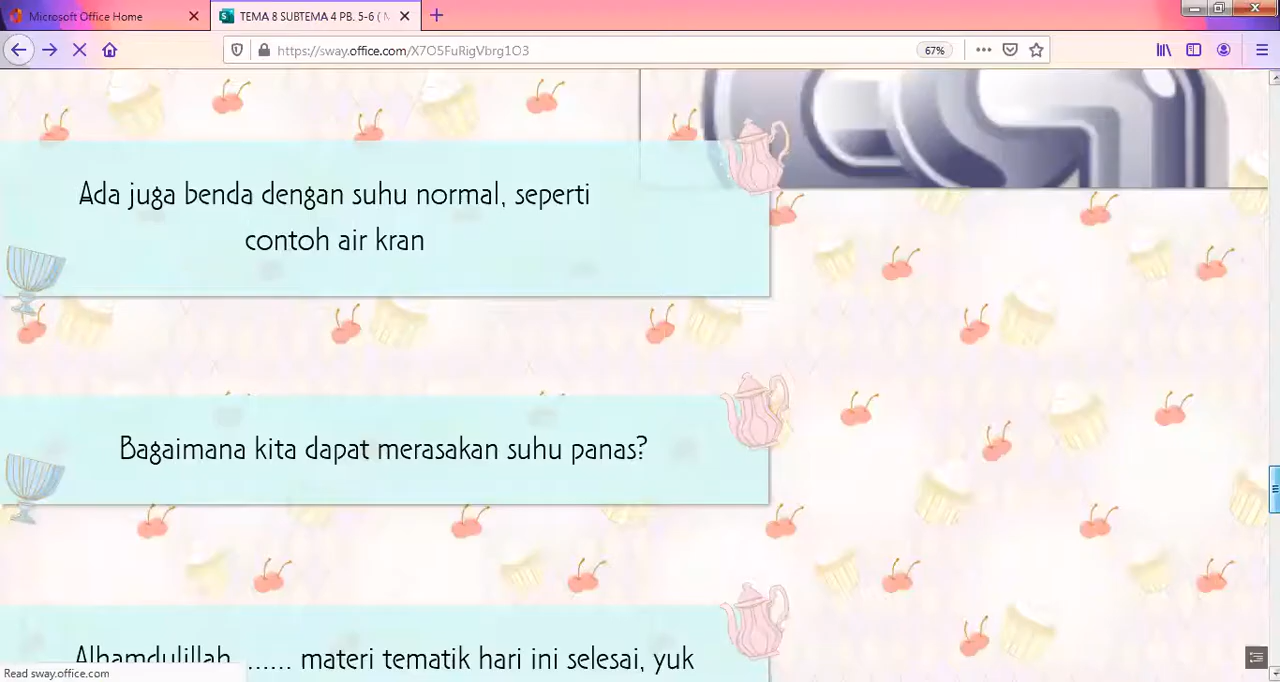 Microsoft Office Home
TEMA 8 SUBTEMA 4 PB. 5-6 (
https://sway.office.com/X7O5FuRigVbrg1O3
67%
Ada juga benda dengan suhu normal, seperti
contoh air kran
Bagaimana kita dapat merasakan suhu panas?
Alhamdulillah ...... materi tematik hari ini selesai, yuk
Read sway.office.com